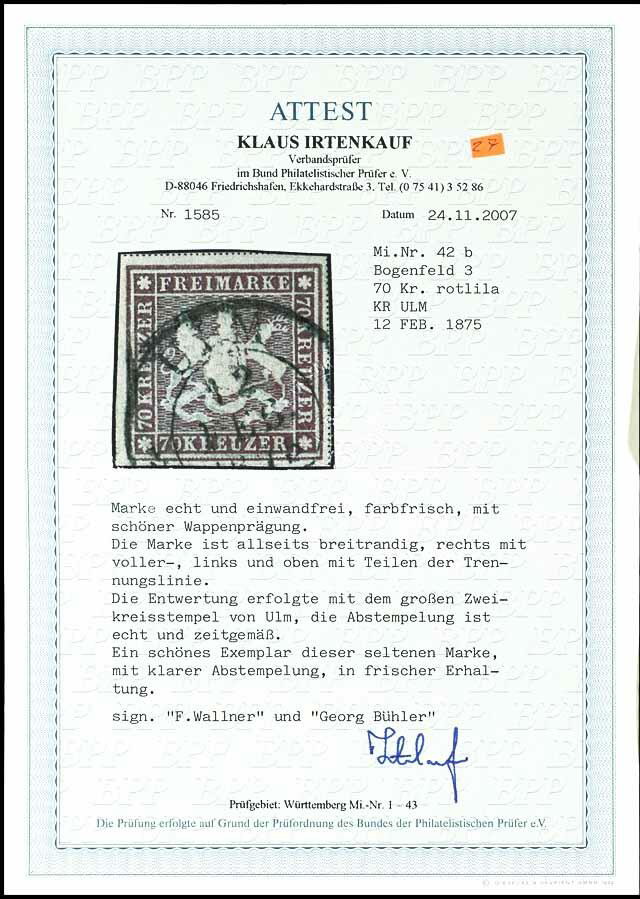 ATTEST
KLAUS IRTENKAUF
27
Verbandsprüfer
im Bund Philatelistischer Prüfer e. V.
D-88046 Friedrichshafen, Ekkehardstraße 3, Tel. (0 75 41) 3 52 86
Nr. 1585
Datum 24.11.2007
Mi.Nr. 42 b
Bogenfeld 3
70 Kr. rotlila
KR ULM
12 FEB. 1875
FREIMARKE
70 KREUZER
70 KREUZER
70 KREUZER
ULM
12
FEB
Marke echt und einwandfrei, farbfrisch, mit
schöner Wappenprägung.
Die Marke ist allseits breitrandig, rechts mit
voller-, links und oben mit Teilen der Tren-
nungslinie.
Die Entwertung erfolgte mit dem großen Zwei-
kreisstempel von Ulm, die Abstempelung ist
echt und zeitgemäß.
Ein schönes Exemplar dieser seltenen Marke,
mit klarer Abstempelung, in frischer Erhal-
tung.
sign. "F.Wallner" und "Georg Bühler"
Irtenkauf
Prüfgebiet: Württemberg Mi.-Nr. 1 – 43
Die Prüfung erfolgte auf Grund der Prüfordnung des Bundes der Philatelistischen Prüfer e.V.